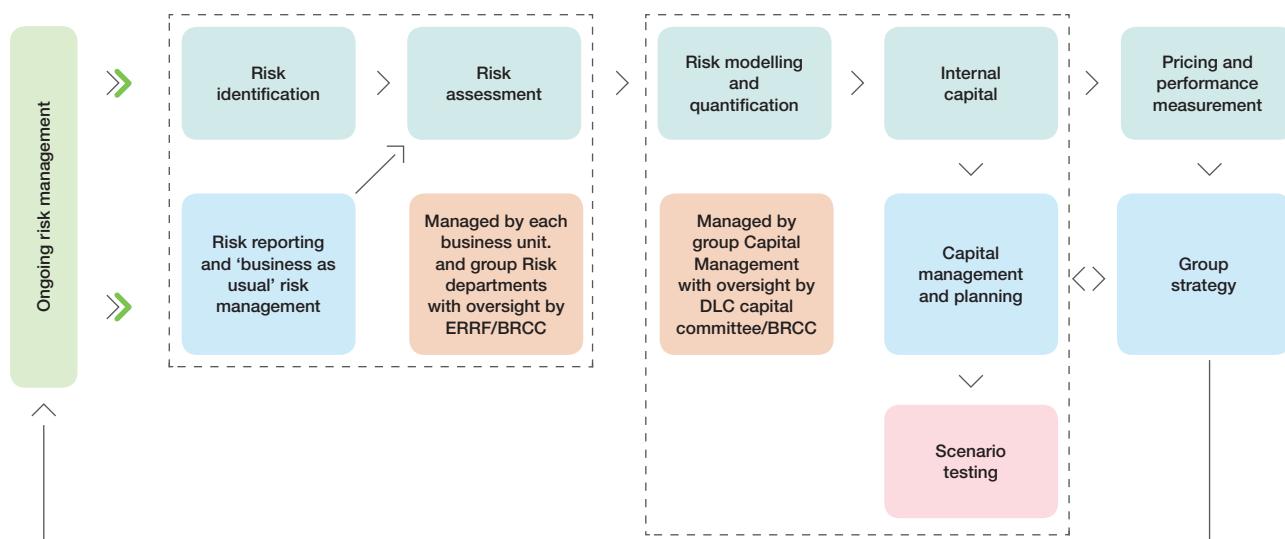 Ongoing risk management
Risk
identification
Risk
assessment
Risk modelling
and
quantification
Internal
capital
Pricing and
performance
measurement
Risk reporting
and ‘business as
usual’ risk
management
Managed by each
business unit.
and group Risk
departments
with oversight by
ERRF/BRCC
Managed by
group Capital
Management
with oversight by
DLC capital
committee/BRCC
Capital
management
and planning
Group
strategy
Scenario
testing